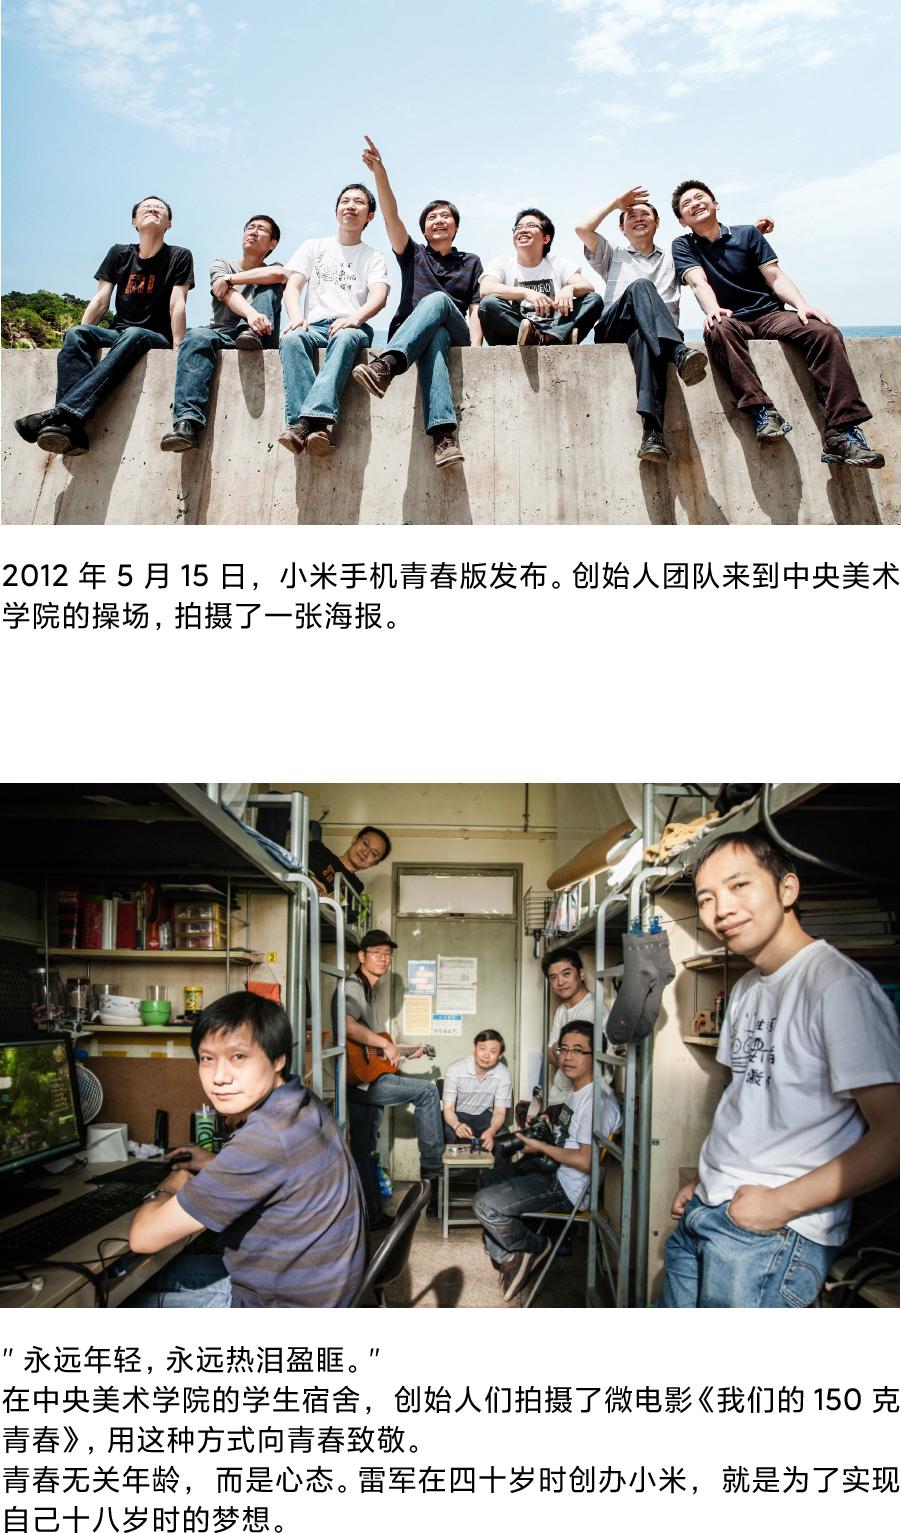 2012 年 5 月 15 日，小米手机青春版发布。创始人团队来到中央美术
学院的操场，拍摄了一张海报。
2
" 永远年轻，永远热泪盈眶。"
在中央美术学院的学生宿舍，创始人们拍摄了微电影《我们的 150 克
青春》，用这种方式向青春致敬。
青春无关年龄，而是心态。雷军在四十岁时创办小米，就是为了实现
自己十八岁时的梦想。